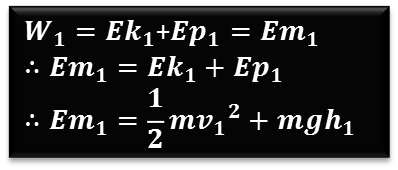 W₁ = Ek₁+Ep₁ = Em₁
∴ Em₁ = Ek₁ + Ep₁
∴ Em₁ = 1/2 mv₁² + mgh₁